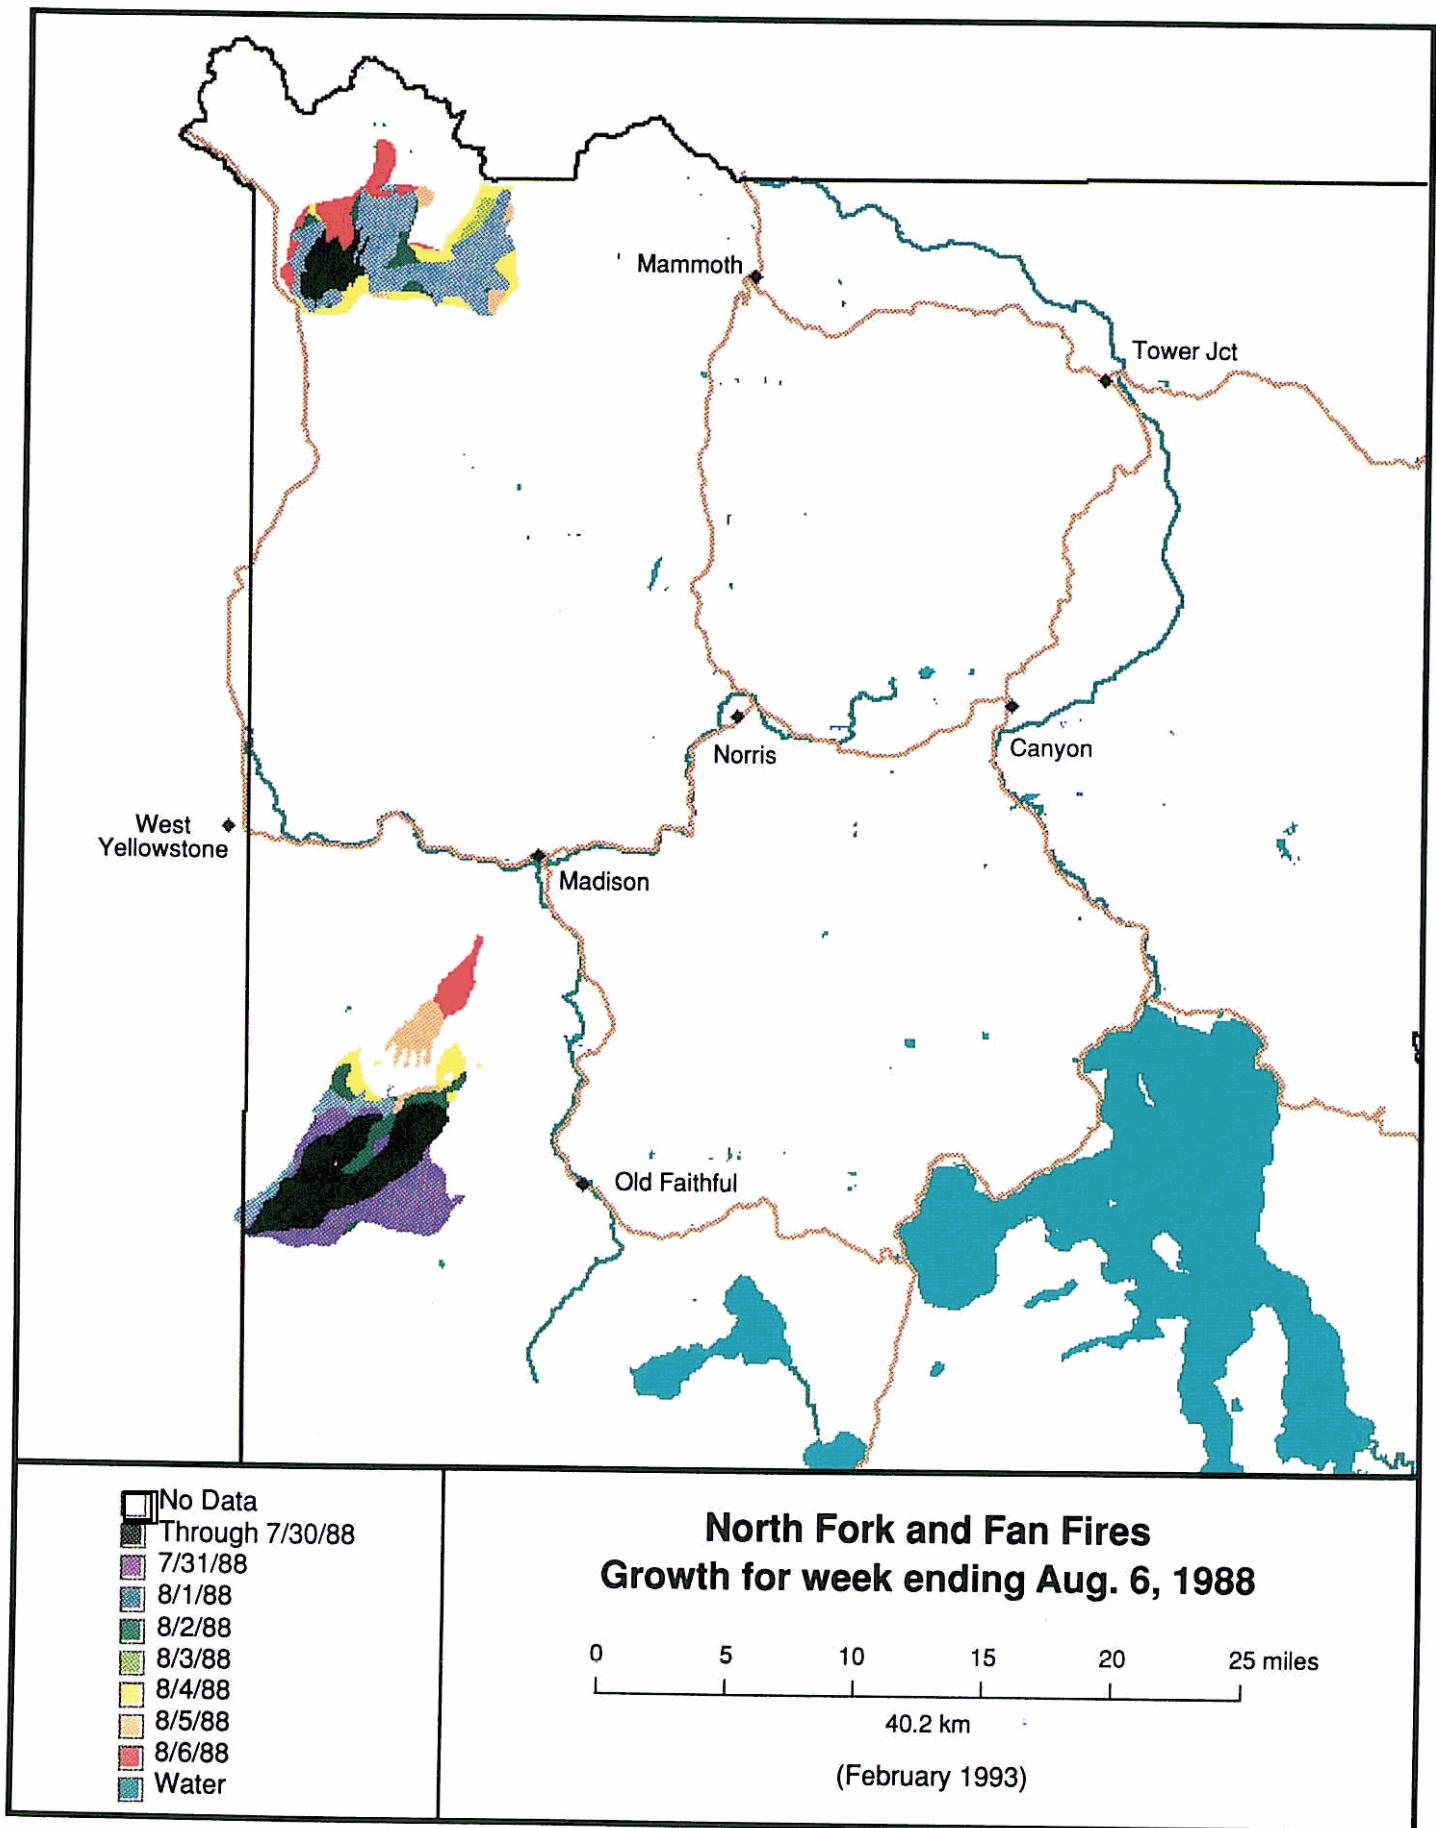 Mammoth
Tower Jct
Norris
Canyon
West
Yellowstone
Madison
Old Faithful
No Data
Through 7/30/88
7/31/88
8/1/88
8/2/88
8/3/88
8/4/88
8/5/88
8/6/88
Water
North Fork and Fan Fires
Growth for week ending Aug. 6, 1988
0 5 10 15 20 25 miles
40.2 km
(February 1993)